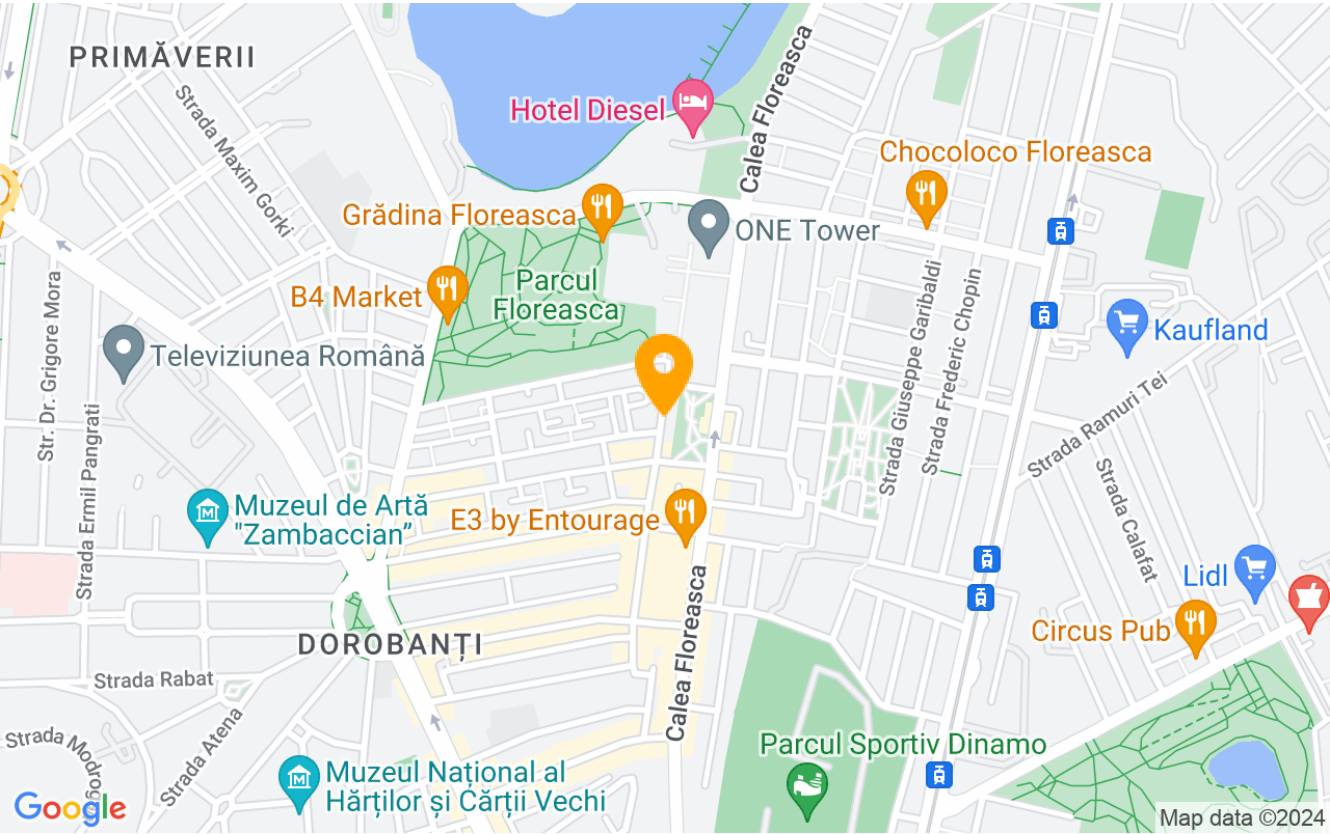 PRIMĂVERII
Strada Maxim Gorki
Hotel Diesel
Calea Floreasca
Chocoloco Floreasca
Grădina Floreasca
ONE Tower
Parcul
Floreasca
B4 Market
Str. Dr. Grigore Mora
Televiziunea Română
Strada Giuseppe Garibaldi
Strada Frederic Chopin
Kaufland
Strada Ramuri Tei
Strada Ermil Pangrati
Muzeul de Artă
"Zambaccian”
E3 by Entourage
Strada Calafat
Lidl
Circus Pub
DOROBANȚI
Calea Floreasca
Strada Rabat
Strada Atena
Parcul Sportiv Dinamo
Muzeul Național al
Hărților și Cărții Vechi
Google
Map data ©2024